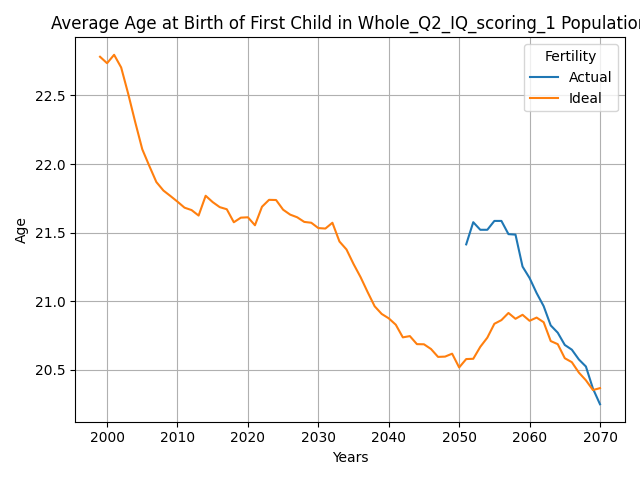 Average Age at Birth of First Child in Whole_Q2_IQ_scoring_1 Population
Fertility
Actual
Ideal
Age
22.5
22.0
21.5
21.0
20.5
2000 2010 2020 2030 2040 2050 2060 2070
Years